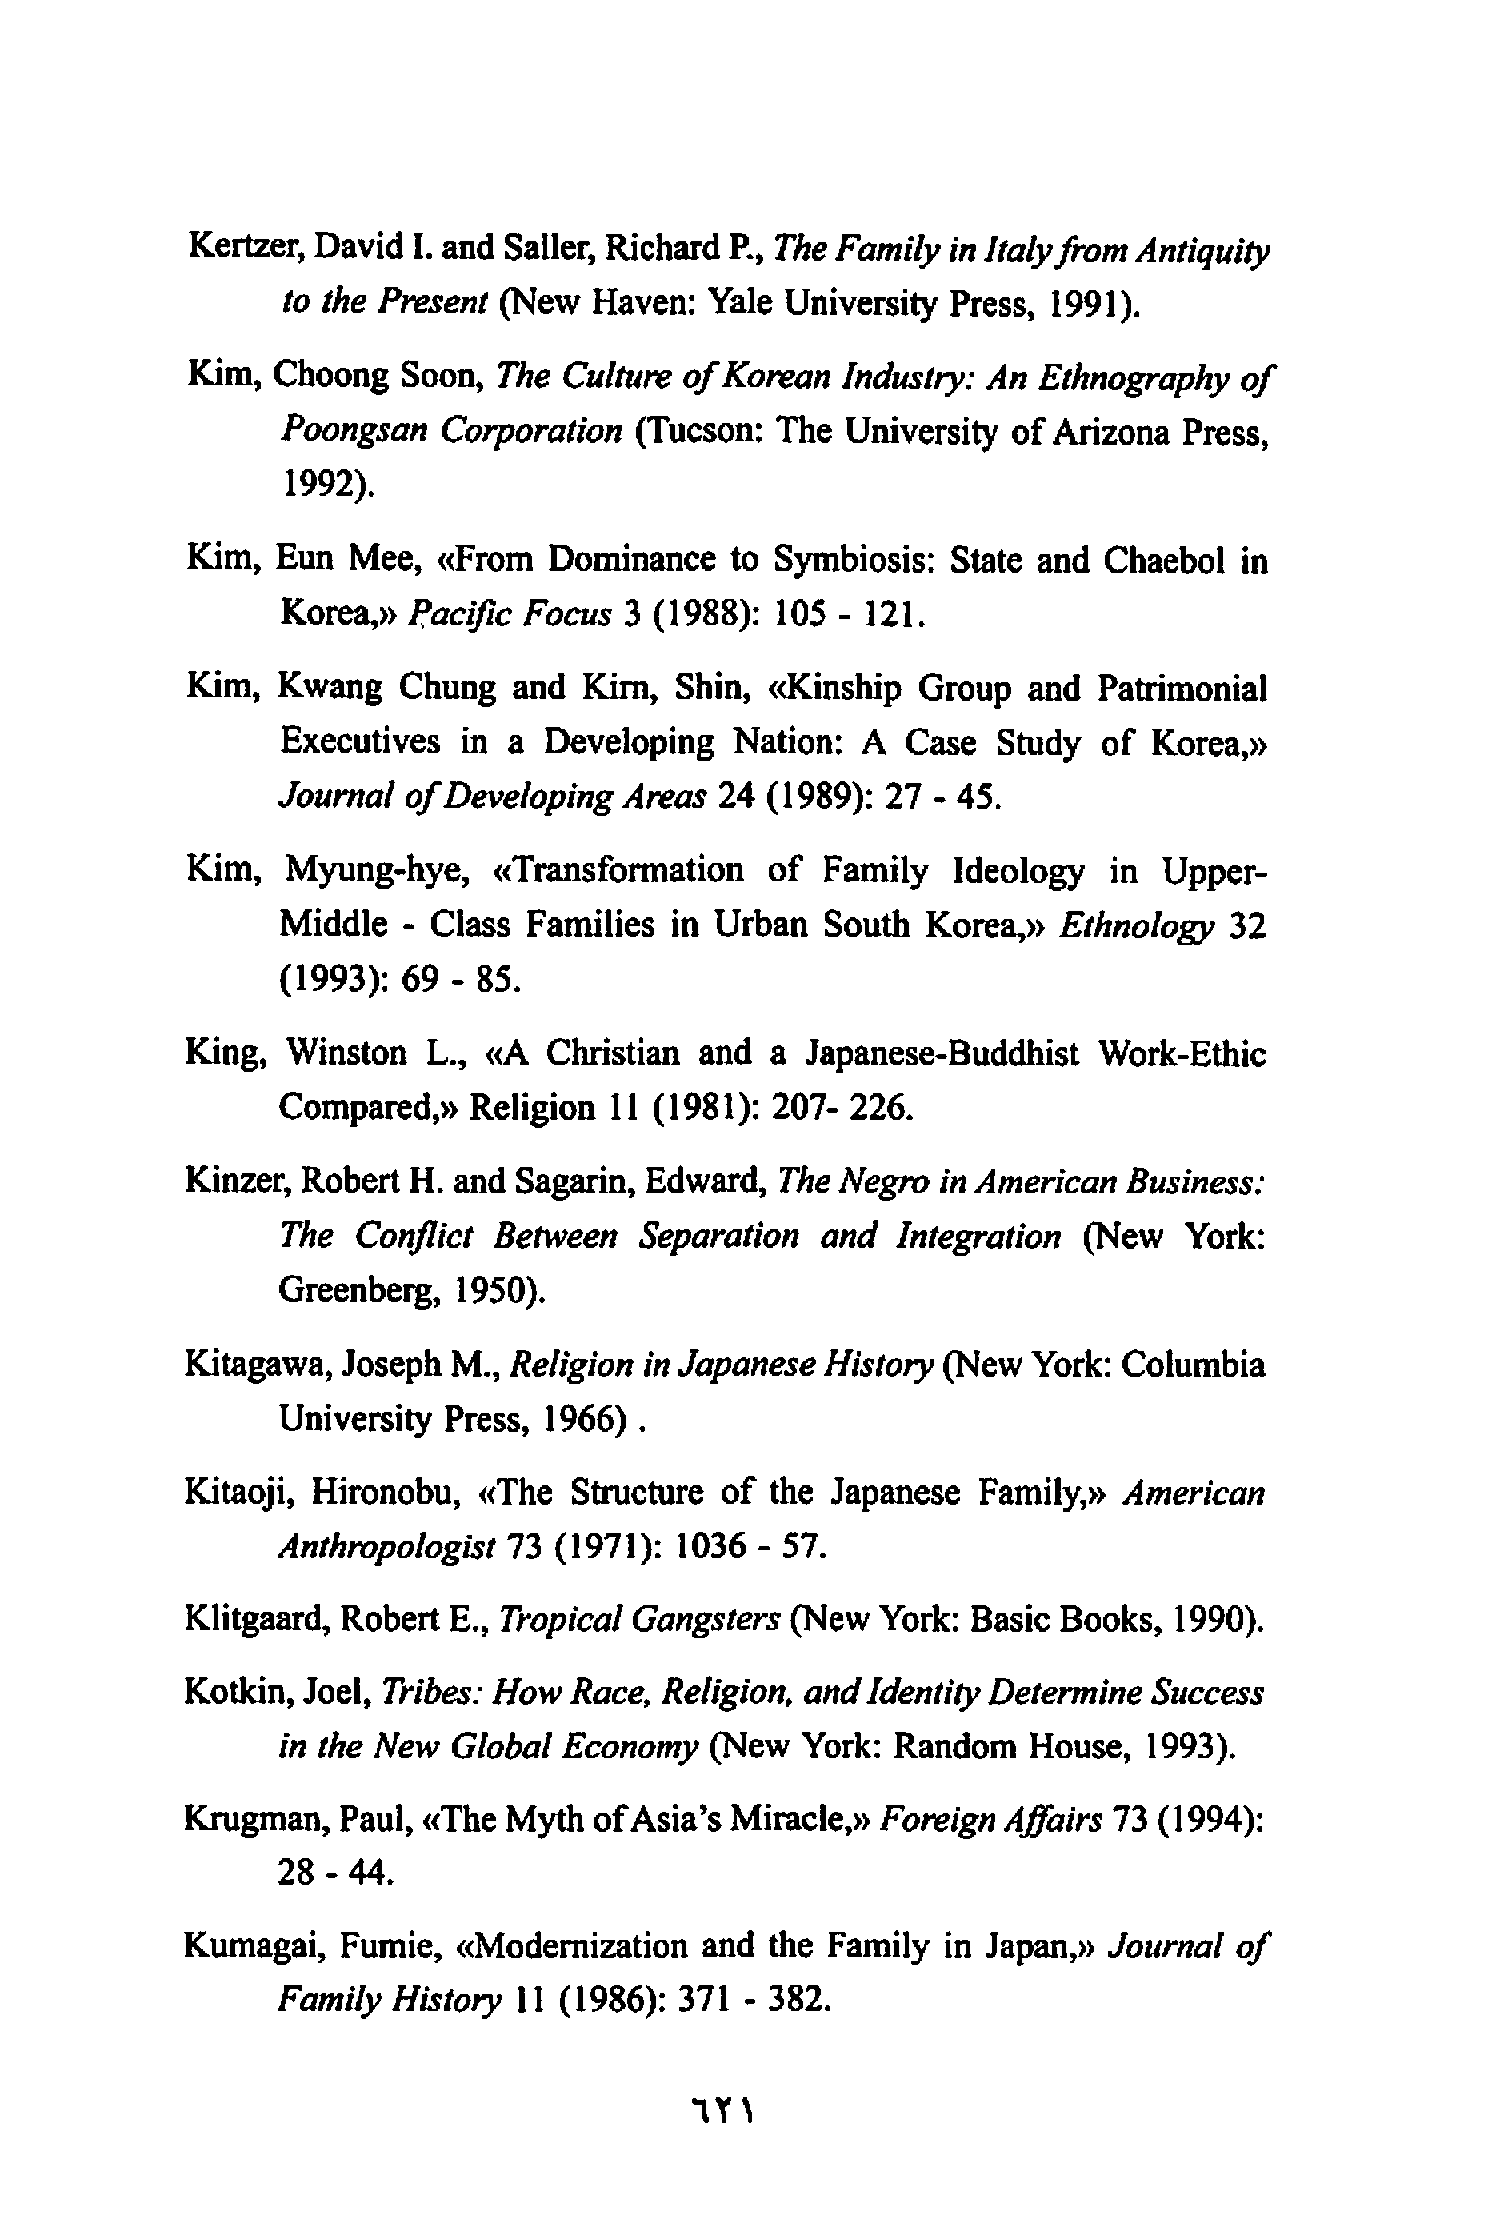 Kertzer, David I. and Saller, Richard P., The Family in Italy from Antiquity
to the Present (New Haven: Yale University Press, 1991).
Kim, Choong Soon, The Culture of Korean Industry: An Ethnography of
Poongsan Corporation (Tucson: The University of Arizona Press,
1992).
Kim, Eun Mee, «From Dominance to Symbiosis: State and Chaebol in
Korea,» Pacific Focus 3 (1988): 105 - 121.
Kim, Kwang Chung and Kim, Shin, «Kinship Group and Patrimonial
Executives in a Developing Nation: A Case Study of Korea,»
Journal of Developing Areas 24 (1989): 27 - 45.
Kim, Myung-hye, «Transformation of Family Ideology in Upper-
Middle - Class Families in Urban South Korea,» Ethnology 32
(1993): 69 - 85.
King, Winston L., «A Christian and a Japanese-Buddhist Work-Ethic
Compared,» Religion 11 (1981): 207- 226.
Kinzer, Robert H. and Sagarin, Edward, The Negro in American Business:
The Conflict Between Separation and Integration (New York:
Greenberg, 1950).
Kitagawa, Joseph M., Religion in Japanese History (New York: Columbia
University Press, 1966) .
Kitaoji, Hironobu, «The Structure of the Japanese Family,» American
Anthropologist 73 (1971): 1036 - 57.
Klitgaard, Robert E., Tropical Gangsters (New York: Basic Books, 1990).
Kotkin, Joel, Tribes: How Race, Religion, and Identity Determine Success
in the New Global Economy (New York: Random House, 1993).
Krugman, Paul, «The Myth of Asia's Miracle,» Foreign Affairs 73 (1994):
28 - 44.
Kumagai, Fumie, «Modernization and the Family in Japan,» Journal of
Family History 11 (1986): 371 - 382.
٦٢١